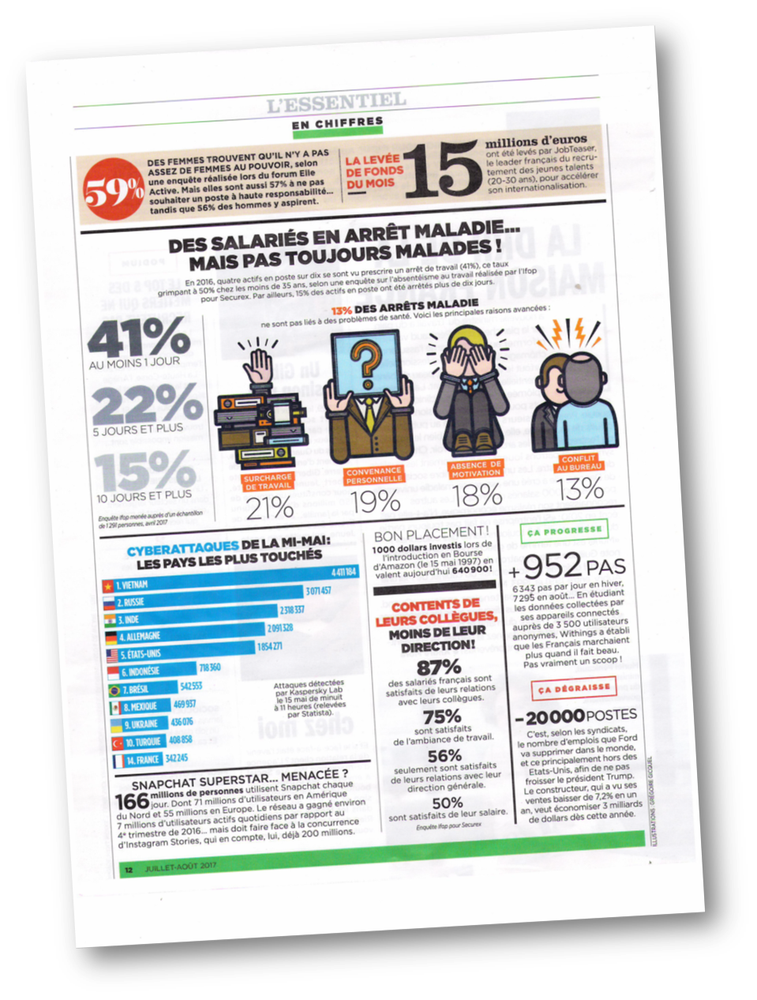 L'ESSENTIEL
EN CHIFFRES
59%
DES FEMMES TROUVENT QU'IL N'Y A PAS
ASSEZ DE FEMMES AU POUVOIR, selon
une enquête réalisée lors du forum Elle
Active. Mais elles sont aussi 57% à ne pas
souhaiter un poste à haute responsabilité...
tandis que 56% des hommes y aspirent.
LA LEVÉE
DE FONDS
DU MOIS
15
millions d'euros
ont été levés par JobTeaser,
le leader français du recru-
tement des jeunes talents
(20-30 ans), pour accélérer
son internationalisation.
DES SALARIÉS EN ARRÊT MALADIE...
MAIS PAS TOUJOURS MALADES !
En 2016, quatre actifs en poste sur dix se sont vu prescrire un arrêt de travail (41%), ce taux
grimpant à 50% chez les moins de 35 ans, selon une enquête sur l'absentéisme au travail réalisée par l'Ifop
pour Securex. Par ailleurs, 15% des actifs en poste ont été arrêtés plus de dix jours.
41%
AU MOINS 1 JOUR
22%
5 JOURS ET PLUS
15%
10 JOURS ET PLUS
Enquête Ifop menée auprès d'un échantillon
de 1 291 personnes, avril 2017
13% DES ARRÊTS MALADIE
ne sont pas liés à des problèmes de santé. Voici les principales raisons avancées :
?
SURCHARGE
DE TRAVAIL
21%
CONVENANCE
PERSONNELLE
19%
ABSENCE DE
MOTIVATION
18%
CONFLIT
AU BUREAU
13%
CYBERATTAQUES DE LA MI-MAI :
LES PAYS LES PLUS TOUCHÉS
1. VIETNAM 4 411 184
2. RUSSIE 3 071 457
3. INDE 2 318 337
4. ALLEMAGNE 2 091 328
5. ÉTATS-UNIS 1 854 271
6. INDONÉSIE 718 360
7. BRÉSIL 542 553
8. MEXIQUE 469 937
9. UKRAINE 436 076
10. TURQUIE 408 858
14. FRANCE 342 245
Attaques détectées
par Kaspersky Lab
le 15 mai de minuit
à 11 heures (relevées
par Statista).
SNAPCHAT SUPERSTAR... MENACÉE ?
166 millions de personnes utilisent Snapchat chaque
jour. Dont 71 millions d'utilisateurs en Amérique
du Nord et 55 millions en Europe. Le réseau a gagné environ
7 millions d'utilisateurs actifs quotidiens par rapport au
4e trimestre de 2016... mais doit faire face à la concurrence
d'Instagram Stories, qui en compte, lui, déjà 200 millions.
BON PLACEMENT !
1000 dollars investis lors de
l'introduction en Bourse
d'Amazon (le 15 mai 1997) en
valent aujourd'hui 640 900 !
CONTENTS DE
LEURS COLLÈGUES,
MOINS DE LEUR
DIRECTION !
87%
des salariés français sont
satisfaits de leurs relations
avec leurs collègues.
75%
sont satisfaits
de l'ambiance de travail.
56%
seulement sont satisfaits
de leurs relations avec leur
direction générale.
50%
sont satisfaits de leur salaire.
Enquête Ifop pour Securex
ÇA PROGRESSE
+952 PAS
6 343 pas par jour en hiver,
7 295 en août... En étudiant
les données collectées par
ses appareils connectés
auprès de 3 500 utilisateurs
anonymes, Withings a établi
que les Français marchaient
plus quand il fait beau.
Pas vraiment un scoop !
ÇA DÉGRAISSE
-20 000 POSTES
C'est, selon les syndicats,
le nombre d'emplois que Ford
va supprimer dans le monde,
et ce principalement hors des
Etats-Unis, afin de ne pas
froisser le président Trump.
Le constructeur, qui a vu ses
ventes baisser de 7,2% en un
an, veut économiser 3 milliards
de dollars dès cette année.
ILLUSTRATIONS : GRÉGOIRE GICQUEL
12 JUILLET-AOÛT 2017